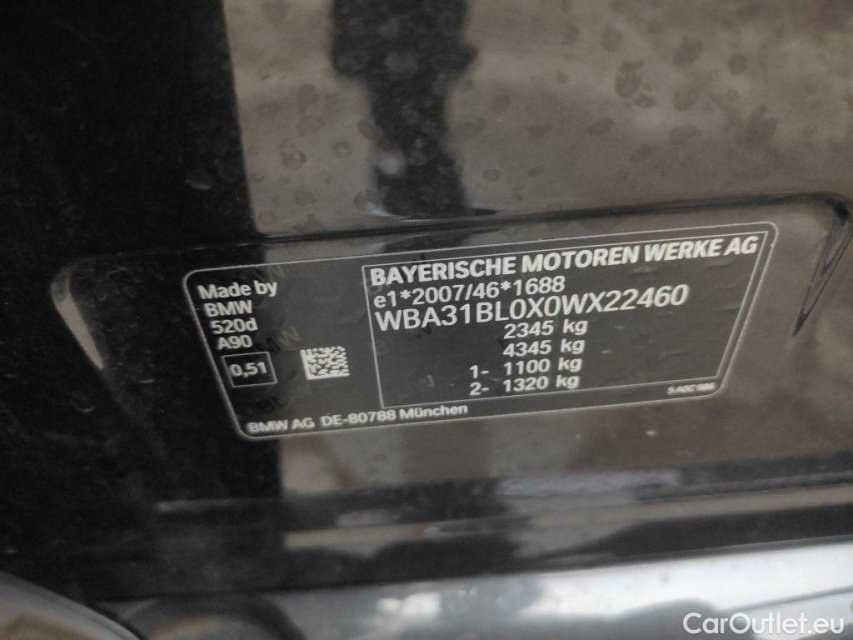 Made by
BMW
520d
A90
0,51
BAYERISCHE MOTOREN WERKE AG
e1*2007/46*1688
WBA31BL0X0WX22460
2345 kg
4345 kg
1- 1100 kg
2- 1320 kg
BMW AG DE-80788 München
CarOutlet.eu